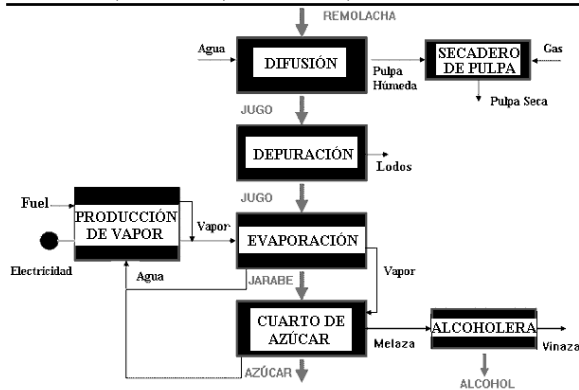 REMOLACHA
Agua
DIFUSIÓN
Pulpa
Húmeda
SECADERO
DE PULPA
Gas
Pulpa Seca
JUGO
DEPURACIÓN
Lodos
JUGO
Fuel
PRODUCCIÓN
DE VAPOR
Vapor
EVAPORACIÓN
Electricidad
Agua
JARABE
Vapor
CUARTO DE
AZÚCAR
Melaza
ALCOHOLERA
Vinaza
AZÚCAR
ALCOHOL